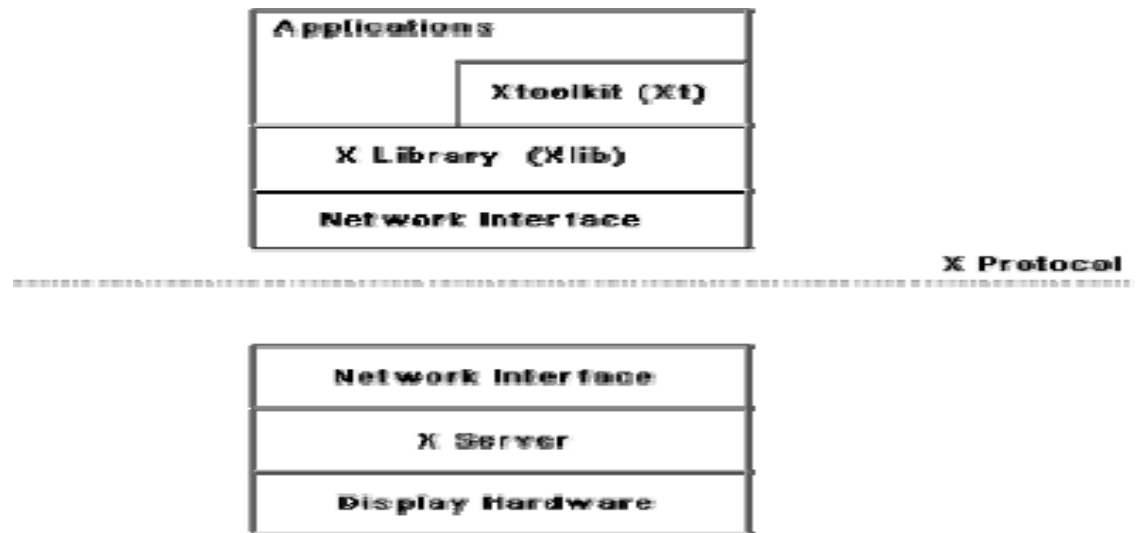 Applications
Xtoolkit (Xt)
X Library (Xlib)
Network Interface
X Protocol
Network Interface
X Server
Display Hardware